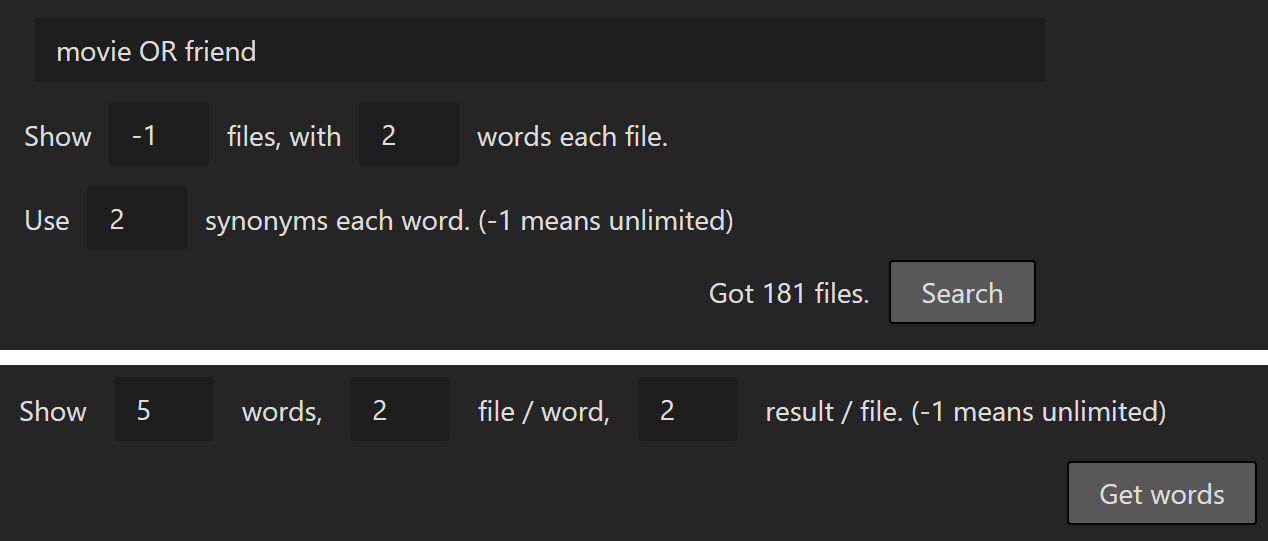 movie OR friend
Show -1 files, with 2 words each file.
Use 2 synonyms each word. (-1 means unlimited)
Got 181 files. Search
Show 5 words, 2 file / word, 2 result / file. (-1 means unlimited)
Get words